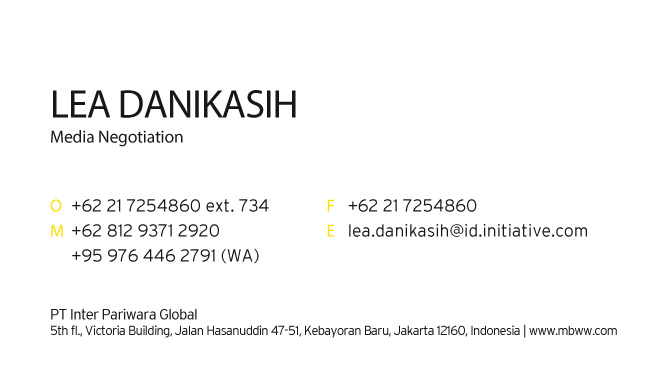 LEA DANIKASIH
Media Negotiation
O +62 21 7254860 ext. 734
F +62 21 7254860
M +62 812 9371 2920
E lea.danikasih@id.initiative.com
+95 976 446 2791 (WA)
PT Inter Pariwara Global
5th fl., Victoria Building, Jalan Hasanuddin 47-51, Kebayoran Baru, Jakarta 12160, Indonesia | www.mbww.com